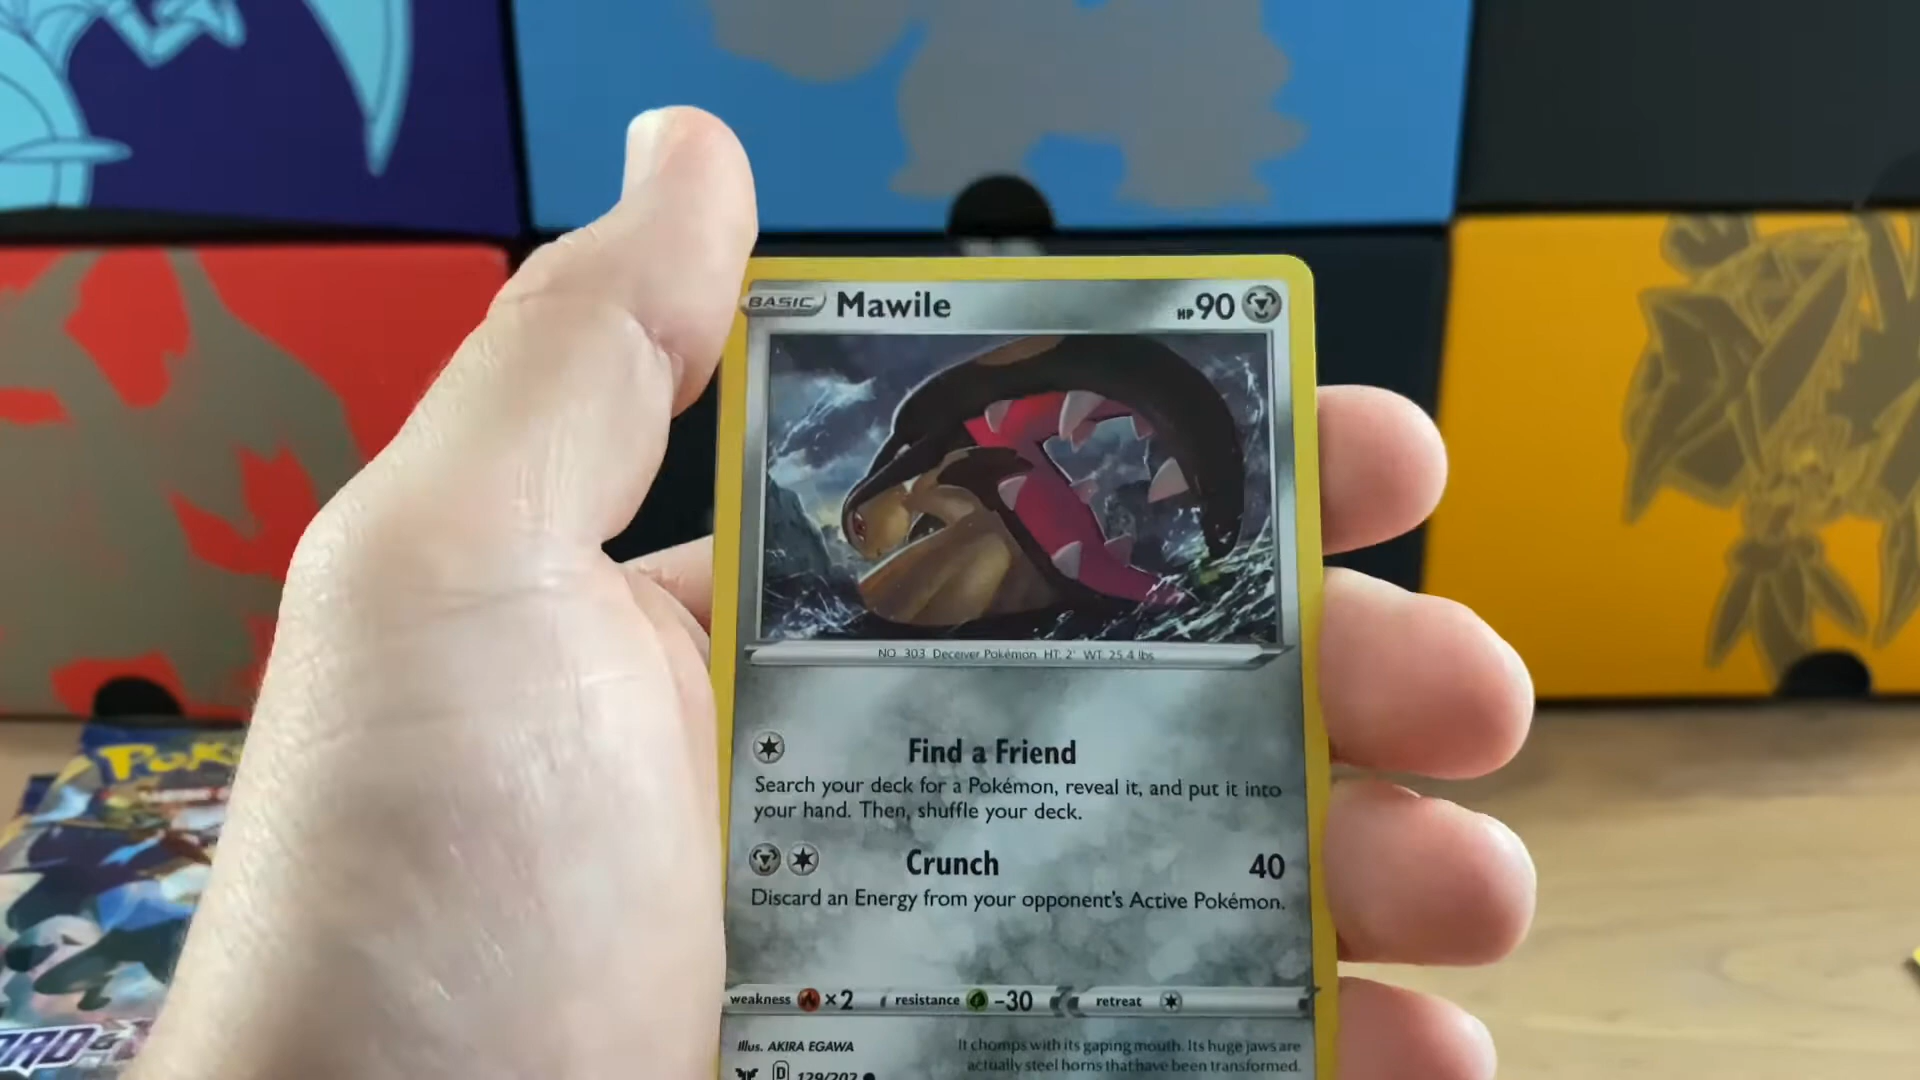 BASIC Mawile HP 90
NO. 303 Deceiver Pokémon HT: 2' WT: 25.4 lbs
Find a Friend
Search your deck for a Pokémon, reveal it, and put it into
your hand. Then, shuffle your deck.
Crunch 40
Discard an Energy from your opponent's Active Pokémon.
weakness ×2 resistance -30 retreat
Illus. AKIRA EGAWA
It chomps with its gaping mouth. Its huge jaws are
actually steel horns that have been transformed.
D 129/202
POK